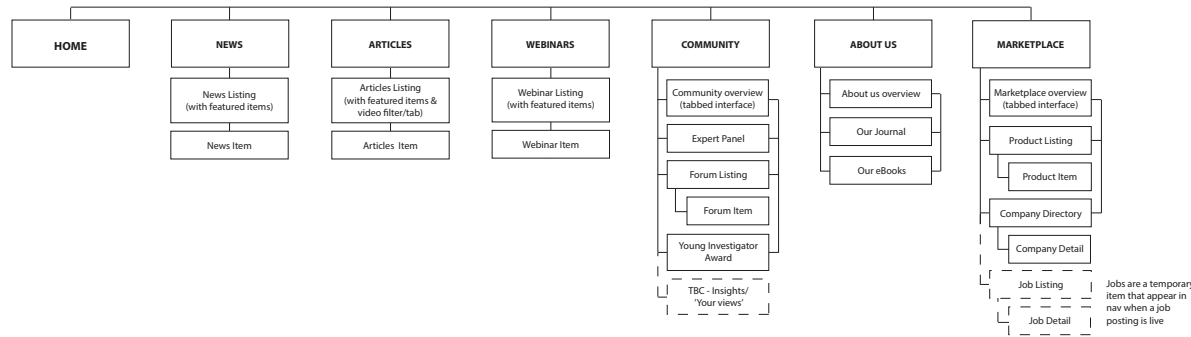 HOME
NEWS
ARTICLES
WEBINARS
COMMUNITY
ABOUT US
MARKETPLACE
News Listing
(with featured items)
News Item
Articles Listing
(with featured items &
video filter/tab)
Articles Item
Webinar Listing
(with featured items)
Webinar Item
Community overview
(tabbed interface)
Expert Panel
Forum Listing
Forum Item
Young Investigator
Award
TBC - Insights/
'Your views'
About us overview
Our Journal
Our eBooks
Marketplace overview
(tabbed interface)
Product Listing
Product Item
Company Directory
Company Detail
Job Listing
Job Detail
Jobs are a temporary
item that appear in
nav when a job
posting is live